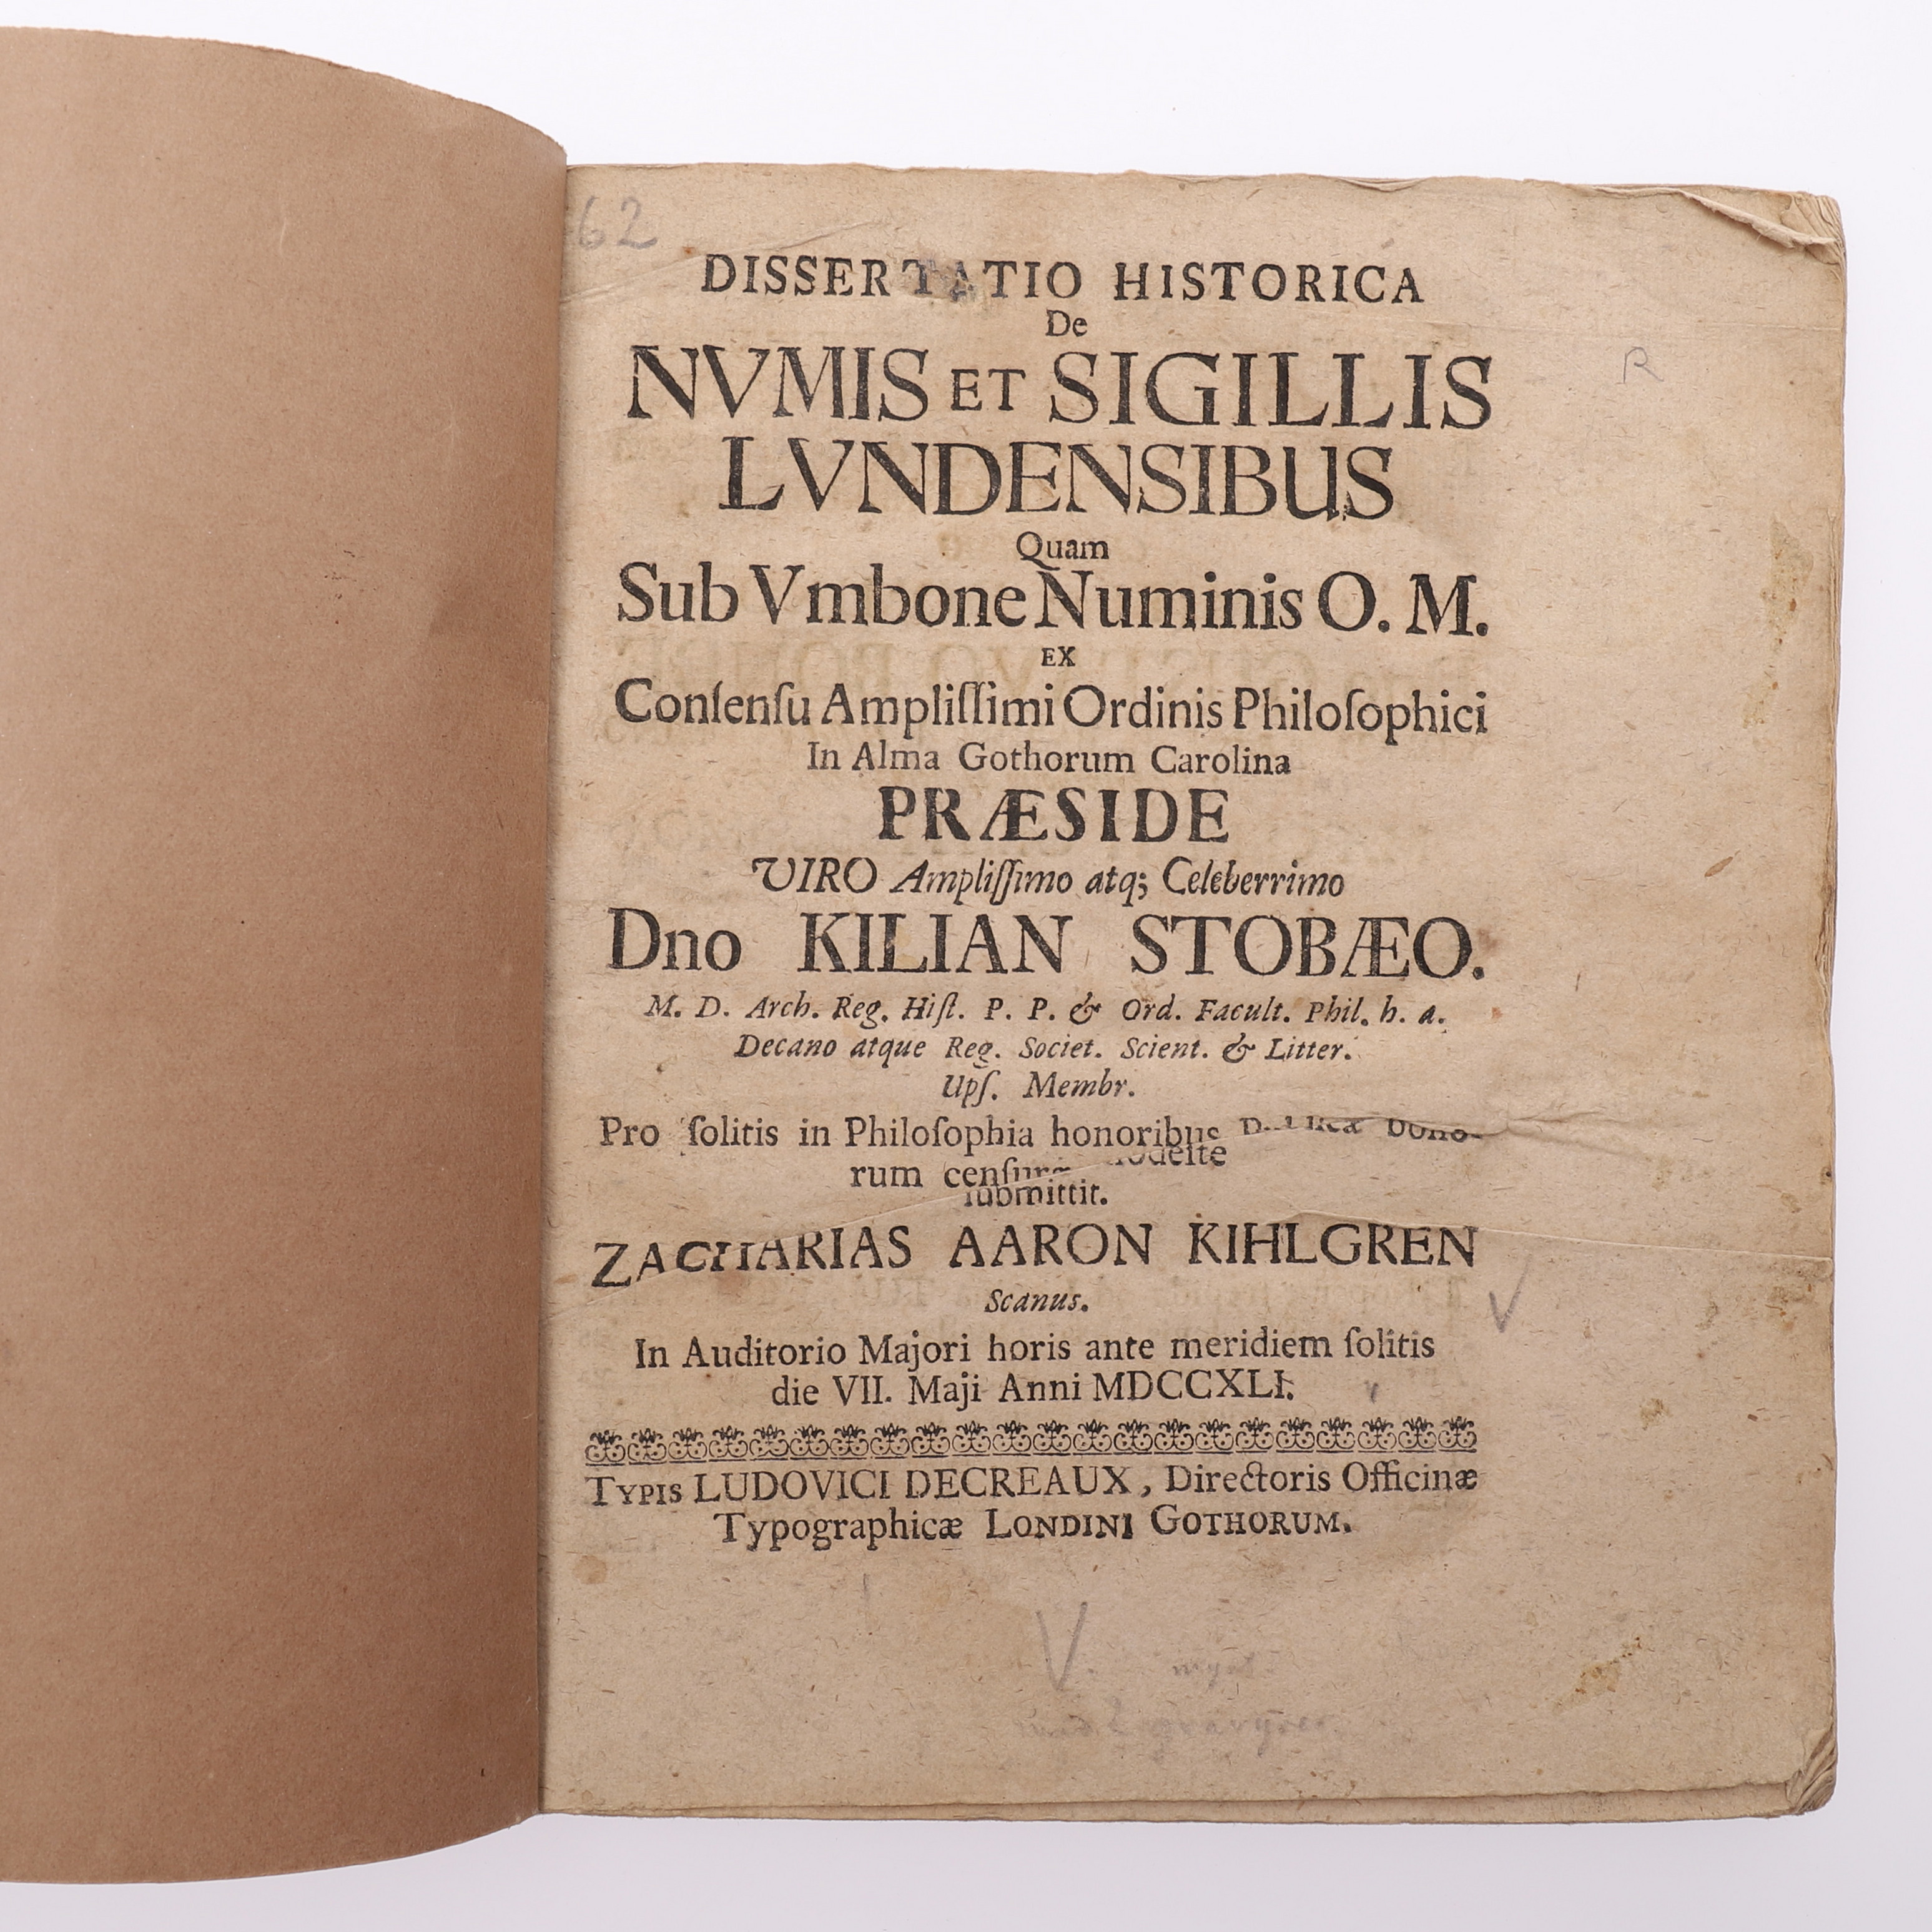 62
DISSERTATIO HISTORICA
De
NVMIS ET SIGILLIS
R
LVNDENSIBUS
Quam
Sub Vmbone Numinis O. M.
EX
Conſenſu Ampliſſimi Ordinis Philoſophici
In Alma Gothorum Carolina
PRÆSIDE
VIRO Ampliſſimo atq; Celeberrimo
Dno KILIAN STOBÆO.
M. D. Arch. Reg. Hiſt. P. P. & Ord. Facult. Phil. h. a.
Decano atque Reg. Societ. Scient. & Litter.
Upſ. Membr.
Pro ſolitis in Philoſophia honoribus bono-
rum cenſuræ
ſubmittit.
ZACHARIAS AARON KIHLGREN
Scanus.
In Auditorio Majori horis ante meridiem ſolitis
die VII. Maji Anni MDCCXLI.
Typis LUDOVICI DECREAUX, Directoris Officinæ
Typographicæ Londini Gothorum.